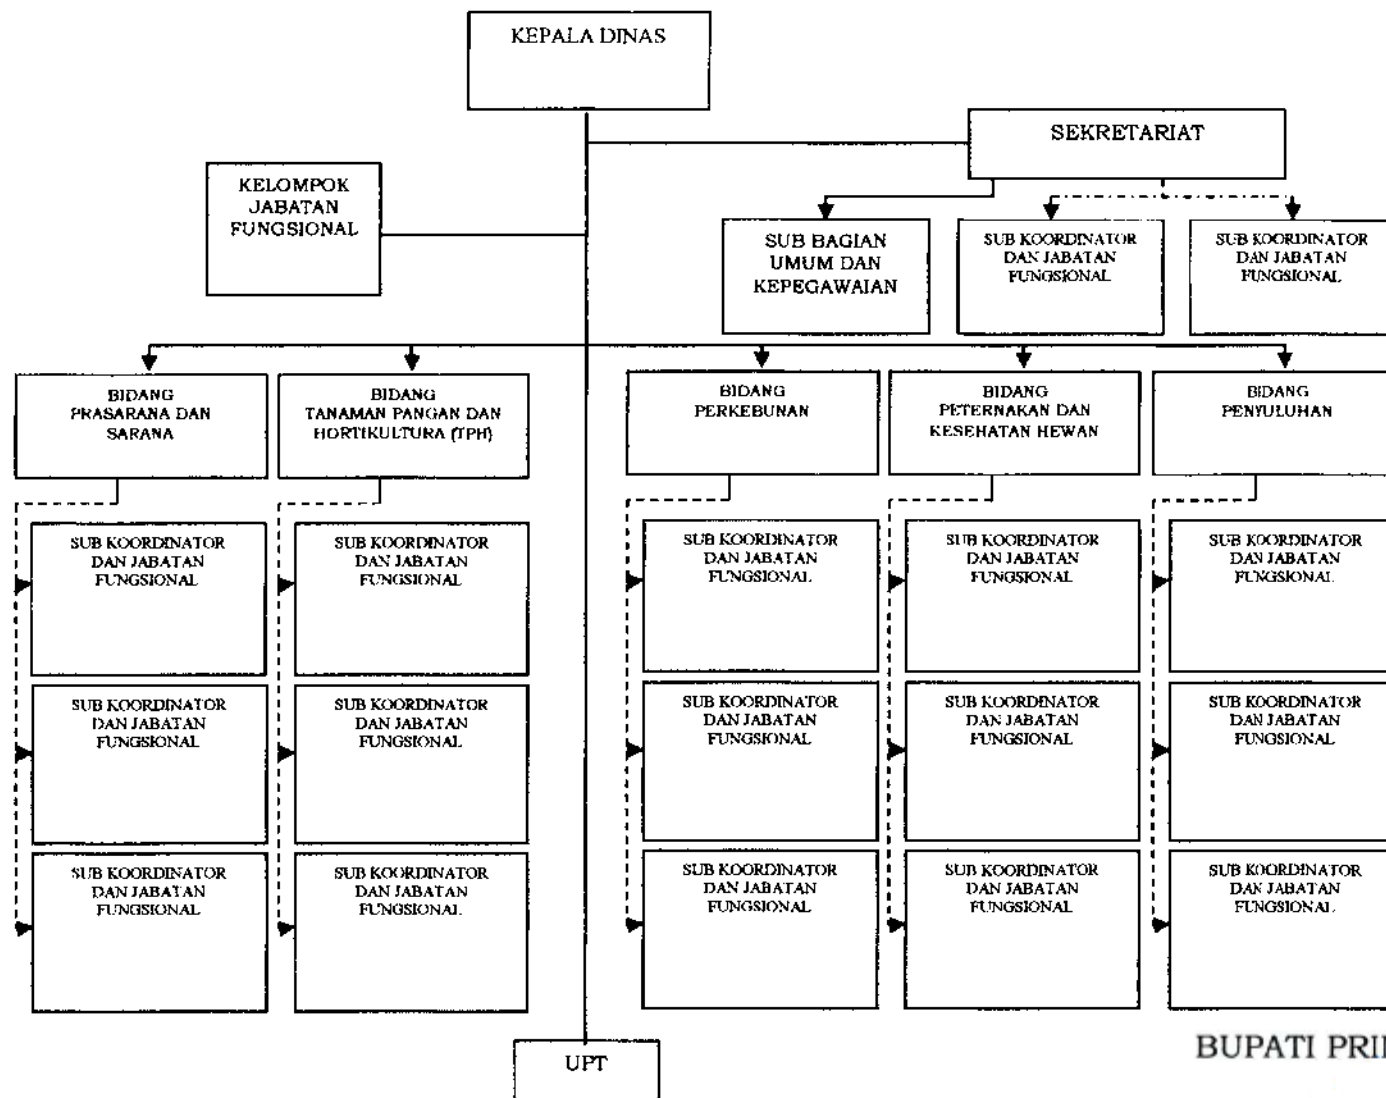 KEPALA DINAS
SEKRETARIAT
KELOMPOK
JABATAN
FUNGSIONAL
SUB BAGIAN
UMUM DAN
KEPEGAWAIAN
SUB KOORDINATOR
DAN JABATAN
FUNGSIONAL
SUB KOORDINATOR
DAN JABATAN
FUNGSIONAL
BIDANG
PRASARANA DAN
SARANA
BIDANG
TANAMAN PANGAN DAN
HORTIKULTURA (TPH)
BIDANG
PERKEBUNAN
BIDANG
PETERNAKAN DAN
KESEHATAN HEWAN
BIDANG
PENYULUHAN
SUB KOORDINATOR
DAN JABATAN
FUNGSIONAL
SUB KOORDINATOR
DAN JABATAN
FUNGSIONAL
SUB KOORDINATOR
DAN JABATAN
FUNGSIONAL
SUB KOORDINATOR
DAN JABATAN
FUNGSIONAL
SUB KOORDINATOR
DAN JABATAN
FUNGSIONAL
SUB KOORDINATOR
DAN JABATAN
FUNGSIONAL
SUB KOORDINATOR
DAN JABATAN
FUNGSIONAL
SUB KOORDINATOR
DAN JABATAN
FUNGSIONAL
SUB KOORDINATOR
DAN JABATAN
FUNGSIONAL
SUB KOORDINATOR
DAN JABATAN
FUNGSIONAL
SUB KOORDINATOR
DAN JABATAN
FUNGSIONAL
SUB KOORDINATOR
DAN JABATAN
FUNGSIONAL
SUB KOORDINATOR
DAN JABATAN
FUNGSIONAL
SUB KOORDINATOR
DAN JABATAN
FUNGSIONAL
SUB KOORDINATOR
DAN JABATAN
FUNGSIONAL
UPT
BUPATI